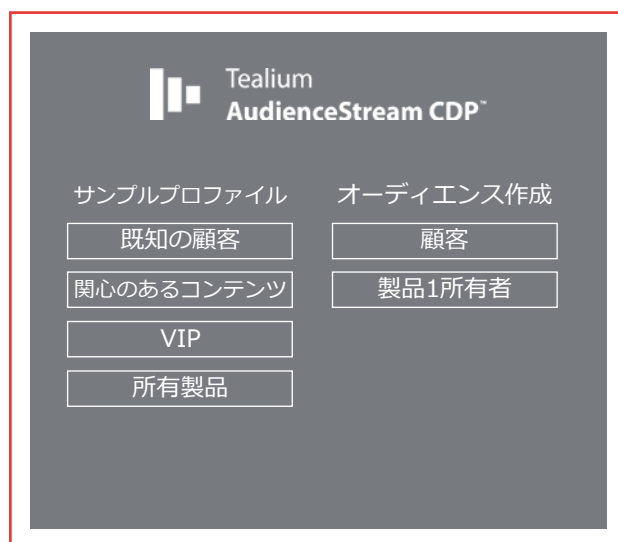 Tealium
AudienceStream CDP™
サンプルプロファイル
既知の顧客
関心のあるコンテンツ
VIP
所有製品
オーディエンス作成
顧客
製品1所有者